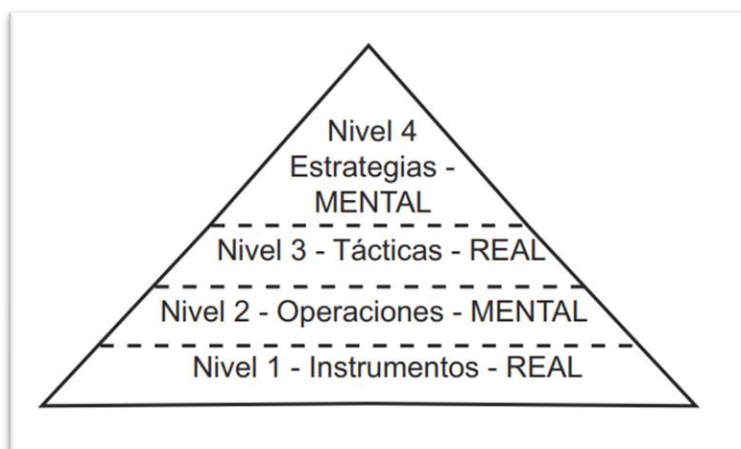 Nivel 4
Estrategias -
MENTAL
Nivel 3 - Tácticas - REAL
Nivel 2 - Operaciones - MENTAL
Nivel 1 - Instrumentos - REAL